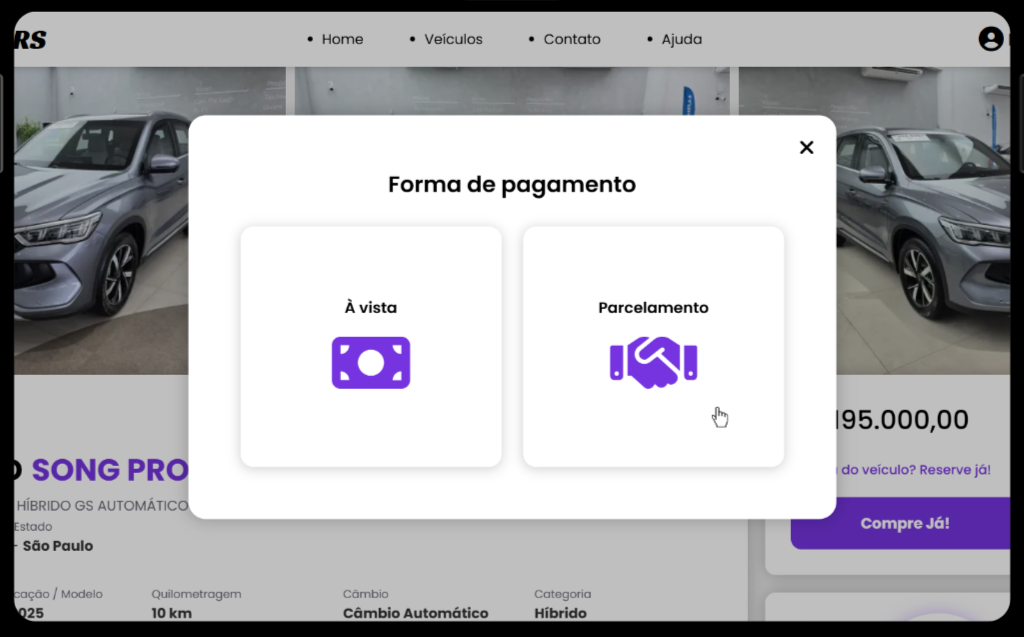 RS
Home
Veículos
Contato
Ajuda
Forma de pagamento
À vista
Parcelamento
195.000,00
SONG PRO
do veículo? Reserve já!
HÍBRIDO GS AUTOMÁTICO
Estado
- São Paulo
Compre Já!
cação / Modelo
Quilometragem
Câmbio
Categoria
025
10 km
Câmbio Automático
Híbrido